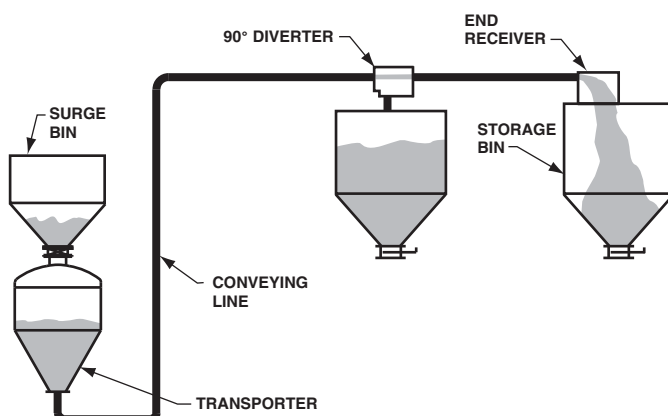 90° DIVERTER
END
RECEIVER
SURGE
BIN
STORAGE
BIN
CONVEYING
LINE
TRANSPORTER